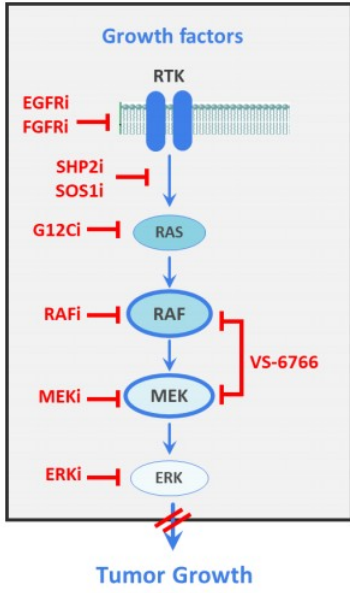 Growth factors
RTK
EGFRi
FGFRi
SHP2i
SOS1i
G12Ci
RAS
RAFi
RAF
VS-6766
MEKi
MEK
ERKi
ERK
Tumor Growth